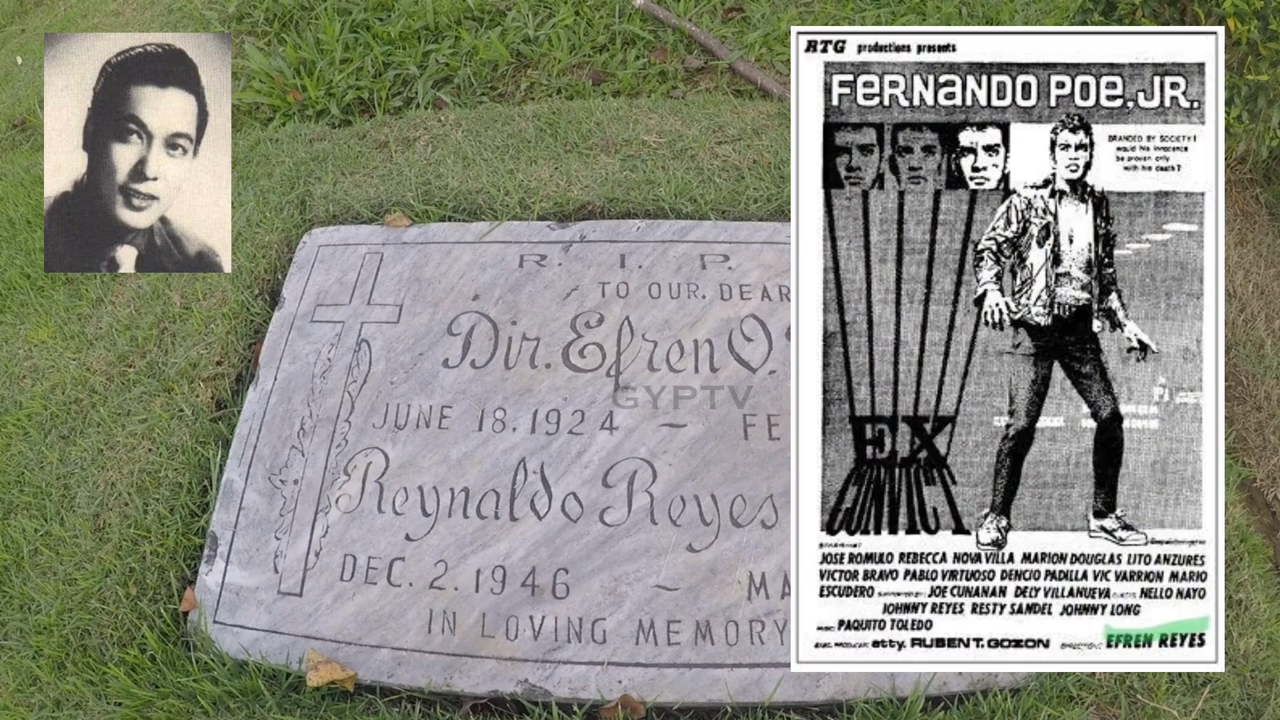 R. I. P.
TO OUR DEAR
Dir. Efren O.
JUNE 18, 1924 ~ FE
Reynaldo Reyes
DEC. 2. 1946 ~ MA
IN LOVING MEMORY
GYPTV
RTG productions presents
FERNANDO POE, JR.
BRANDED BY SOCIETY!
would his innocence
be proven only
with his death?
EX
CONVICT
JOSE ROMULO REBECCA NOVA VILLA MARION DOUGLAS LITO ANZURES
VICTOR BRAVO PABLO VIRTUOSO DENCIO PADILLA VIC VARRION MARIO
ESCUDERO JOE CUNANAN DELY VILLANUEVA NELLO NAYO
JOHNNY REYES RESTY SANDEL JOHNNY LONG
PAQUITO TOLEDO
atty. RUBEN T. GOZON EFREN REYES